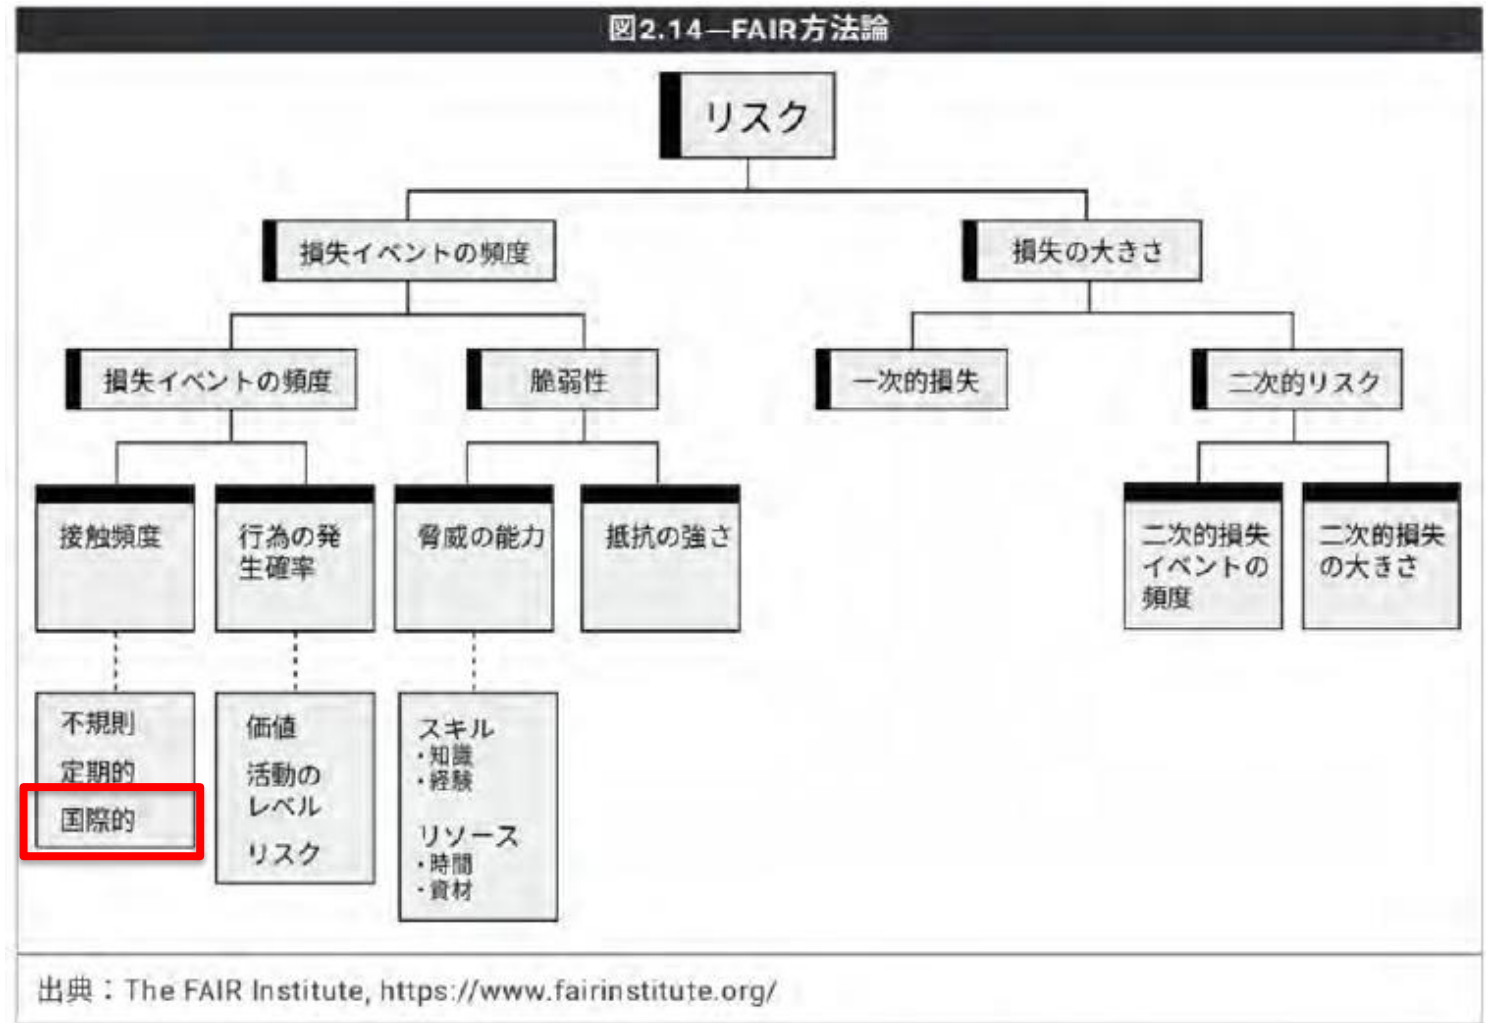 図2.14—FAIR方法論
リスク
損失イベントの頻度
損失の大きさ
損失イベントの頻度
脆弱性
一次的損失
二次的リスク
接触頻度
行為の発
生確率
脅威の能力
抵抗の強さ
二次的損失
イベントの
頻度
二次的損失
の大きさ
不規則
定期的
国際的
価値
活動の
レベル
リスク
スキル
・知識
・経験
リソース
・時間
・資材
出典：The FAIR Institute, https://www.fairinstitute.org/